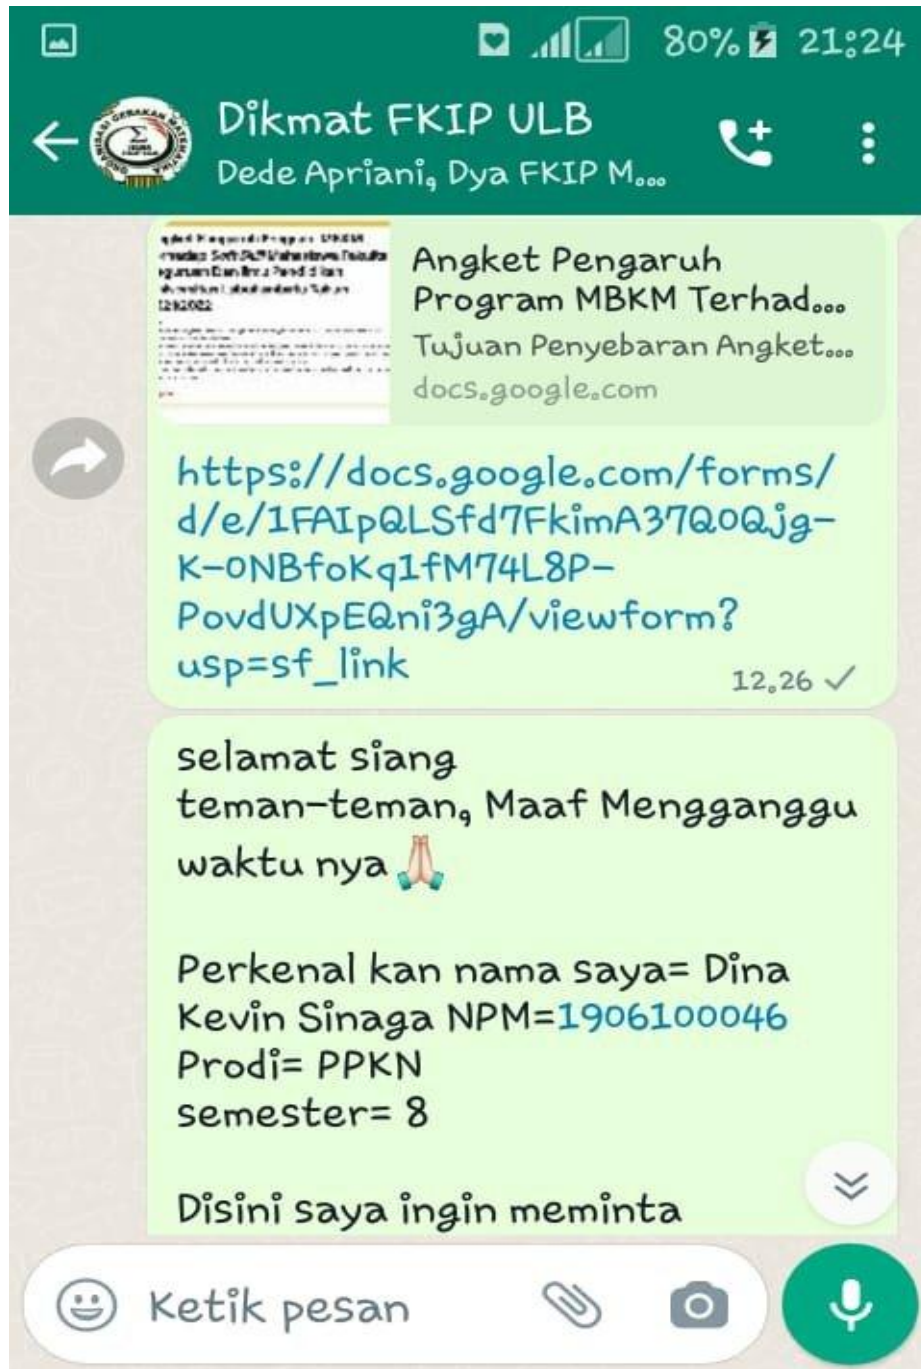 80% 21:24
Dikmat FKIP ULB
Dede Apriani, Dya FKIP M...
Angket Pengaruh
Program MBKM Terhad...
Tujuan Penyebaran Angket...
docs.google.com
https://docs.google.com/forms/
d/e/1FAIpQLSfd7FkimA37Q0Qjg-
K-0NBfoKq1fM74L8P-
PovdUXpEQni3gA/viewform?
usp=sf_link
12.26
selamat siang
teman-teman, Maaf Mengganggu
waktu nya 🙏🏻
Perkenal kan nama saya= Dina
Kevin Sinaga NPM=1906100046
Prodi= PPKN
semester= 8
Disini saya ingin meminta
Ketik pesan